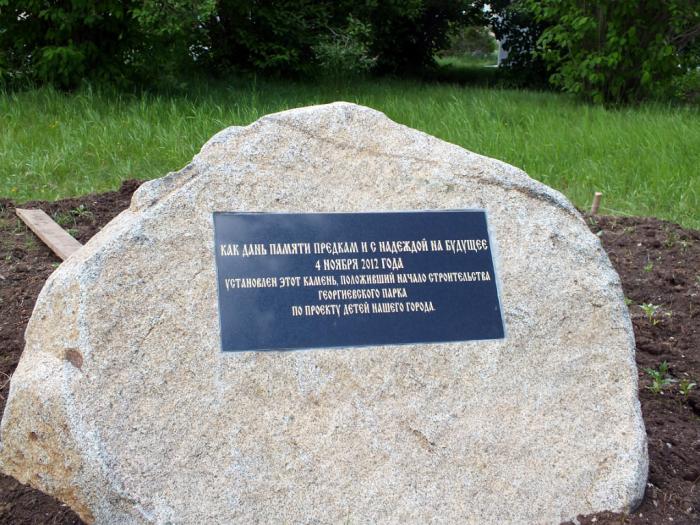 КАК ДАНЬ ПАМЯТИ ПРЕДКАМ И С НАДЕЖДОЙ НА БУДУЩЕЕ
4 НОЯБРЯ 2012 ГОДА
УСТАНОВЛЕН ЭТОТ КАМЕНЬ, ПОЛОЖИВШИЙ НАЧАЛО СТРОИТЕЛЬСТВА
ГЕОРГИЕВСКОГО ПАРКА
ПО ПРОЕКТУ ДЕТЕЙ НАШЕГО ГОРОДА.